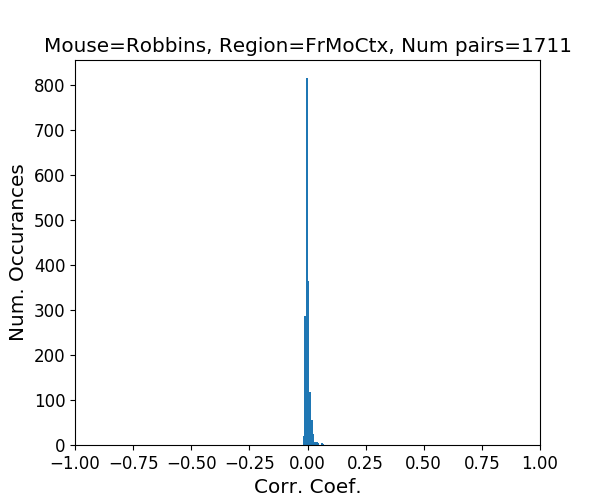 Mouse=Robbins, Region=FrMoCtx, Num pairs=1711
Num. Occurances
800
700
600
500
400
300
200
100
0
−1.00 −0.75 −0.50 −0.25 0.00 0.25 0.50 0.75 1.00
Corr. Coef.